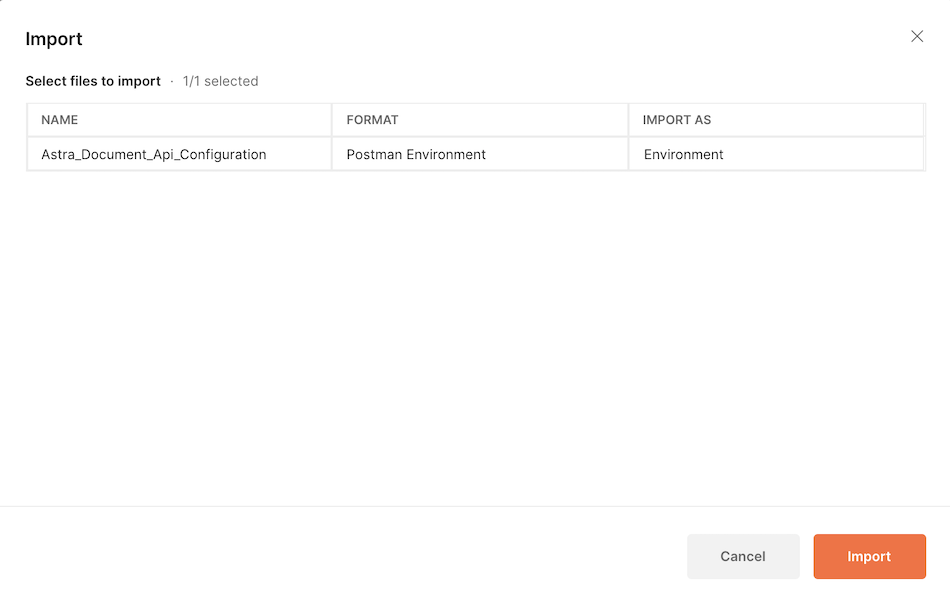 Import
Select files to import · 1/1 selected
NAME FORMAT IMPORT AS
Astra_Document_Api_Configuration Postman Environment Environment
Cancel Import